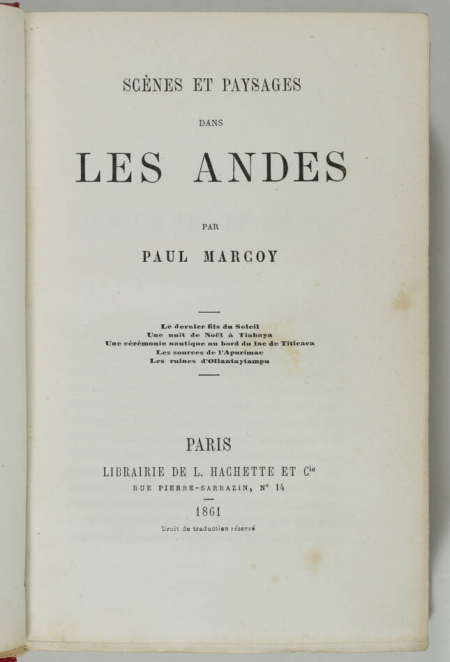 SCÈNES ET PAYSAGES
DANS
LES ANDES
PAR
PAUL MARCOY
Le dernier fils du Soleil
Une nuit de Noël à Tiabaya
Une cérémonie nautique au bord du lac de Titicaca
Les sources de l'Apurimac
Les ruines d'Ollantaytampu
PARIS
LIBRAIRIE DE L. HACHETTE ET Cie
RUE PIERRE-SARRAZIN, N° 14
1861
Droit de traduction réservé